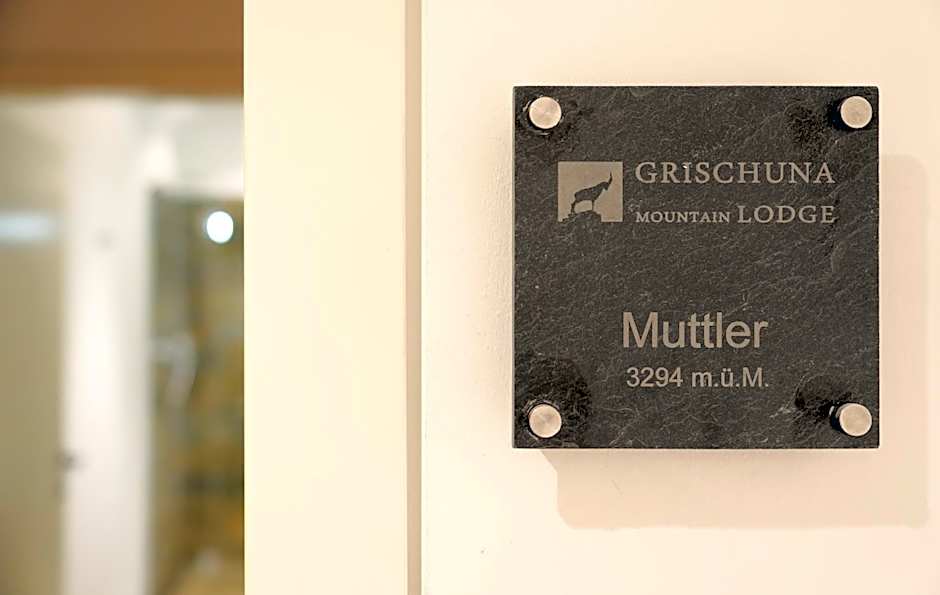 GRISCHUNA
MOUNTAIN LODGE
Muttler
3294 m.ü.M.